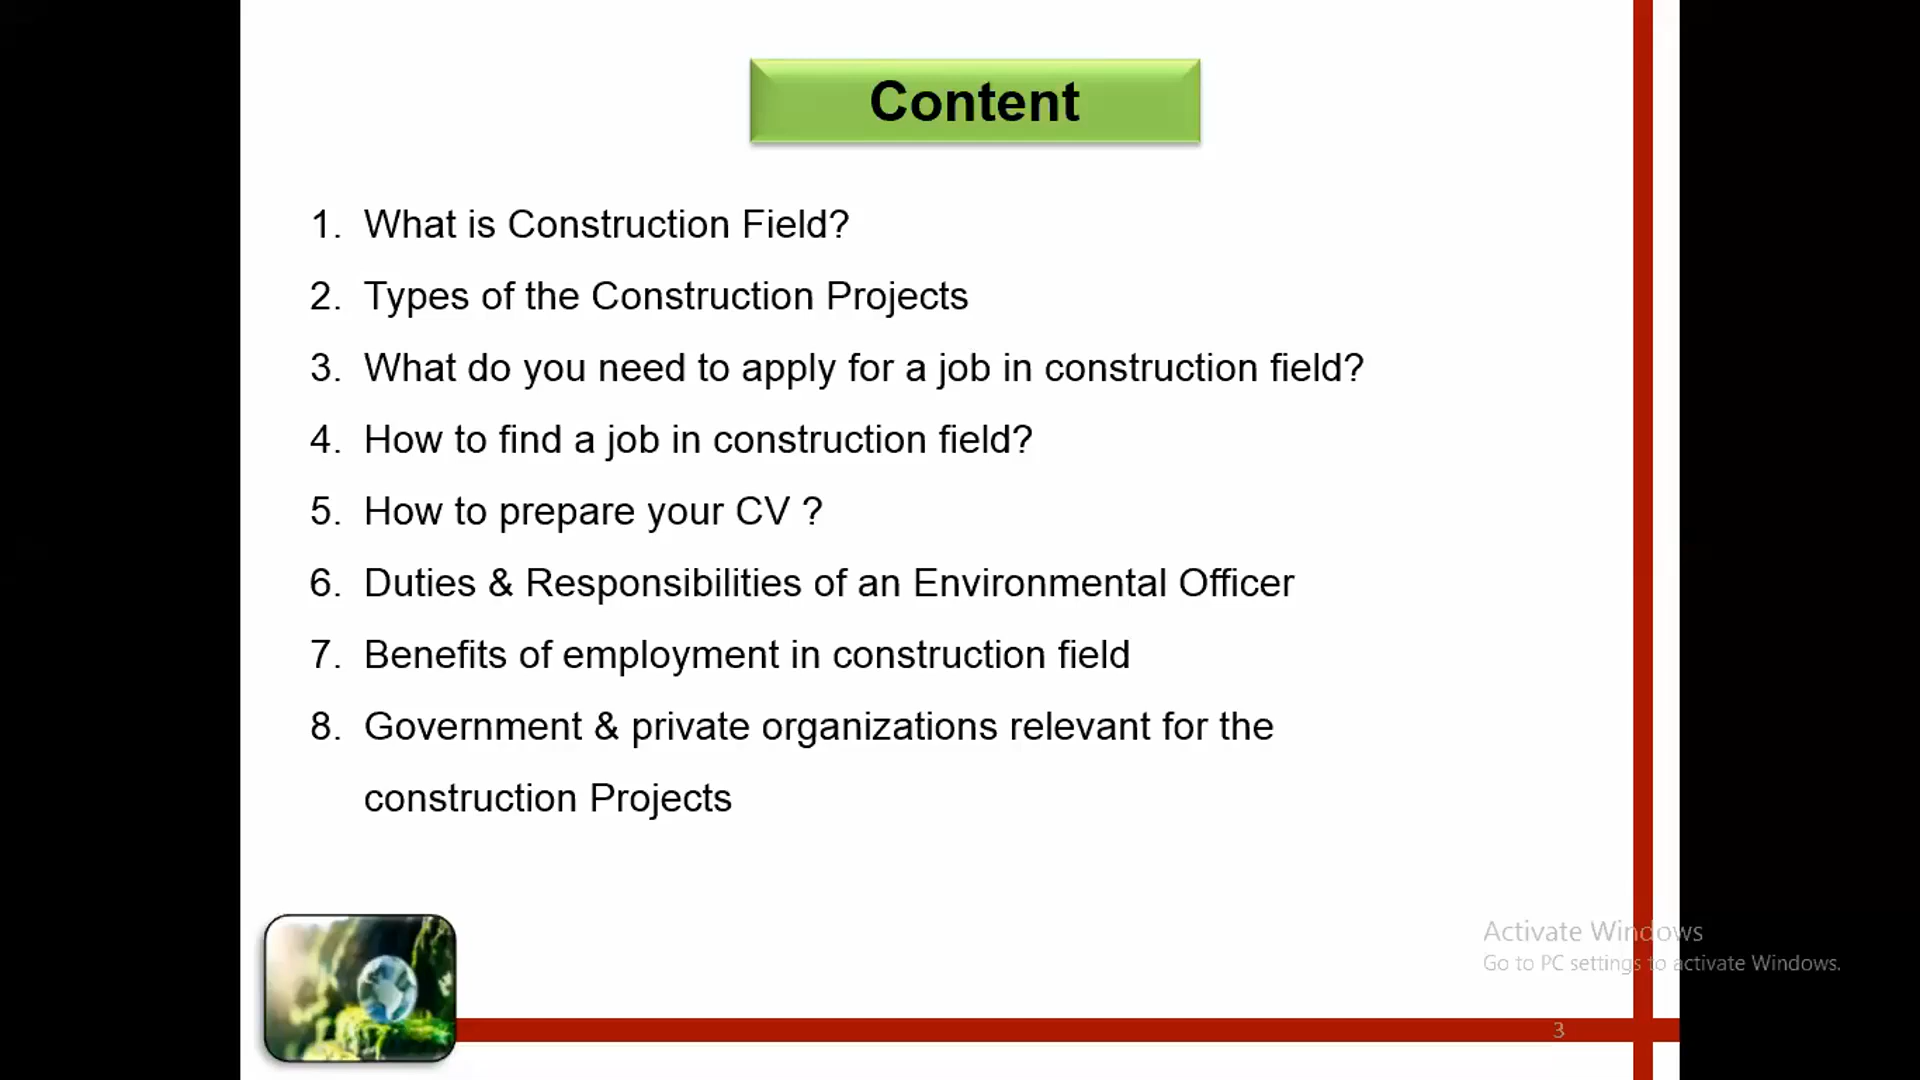 Content
1. What is Construction Field?
2. Types of the Construction Projects
3. What do you need to apply for a job in construction field?
4. How to find a job in construction field?
5. How to prepare your CV ?
6. Duties & Responsibilities of an Environmental Officer
7. Benefits of employment in construction field
8. Government & private organizations relevant for the
construction Projects
Activate Windows
Go to PC settings to activate Windows.
3